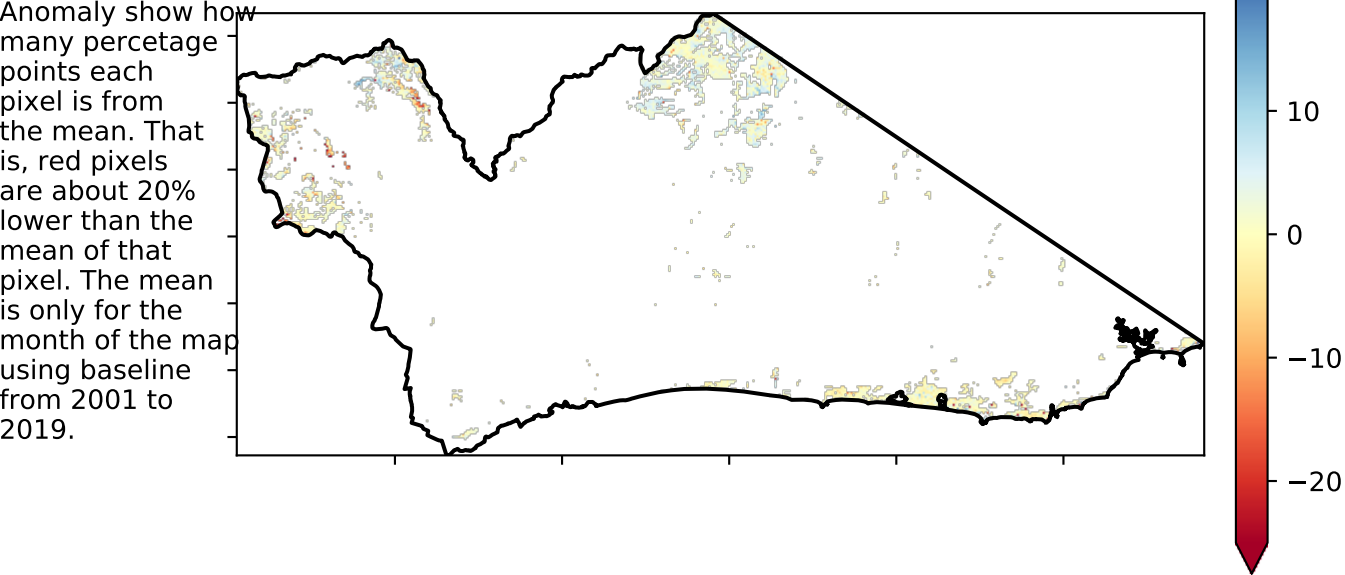 Anomaly show how
many percetage
points each
pixel is from
the mean. That
is, red pixels
are about 20%
lower than the
mean of that
pixel. The mean
is only for the
month of the map
using baseline
from 2001 to
2019.
10
0
−10
−20